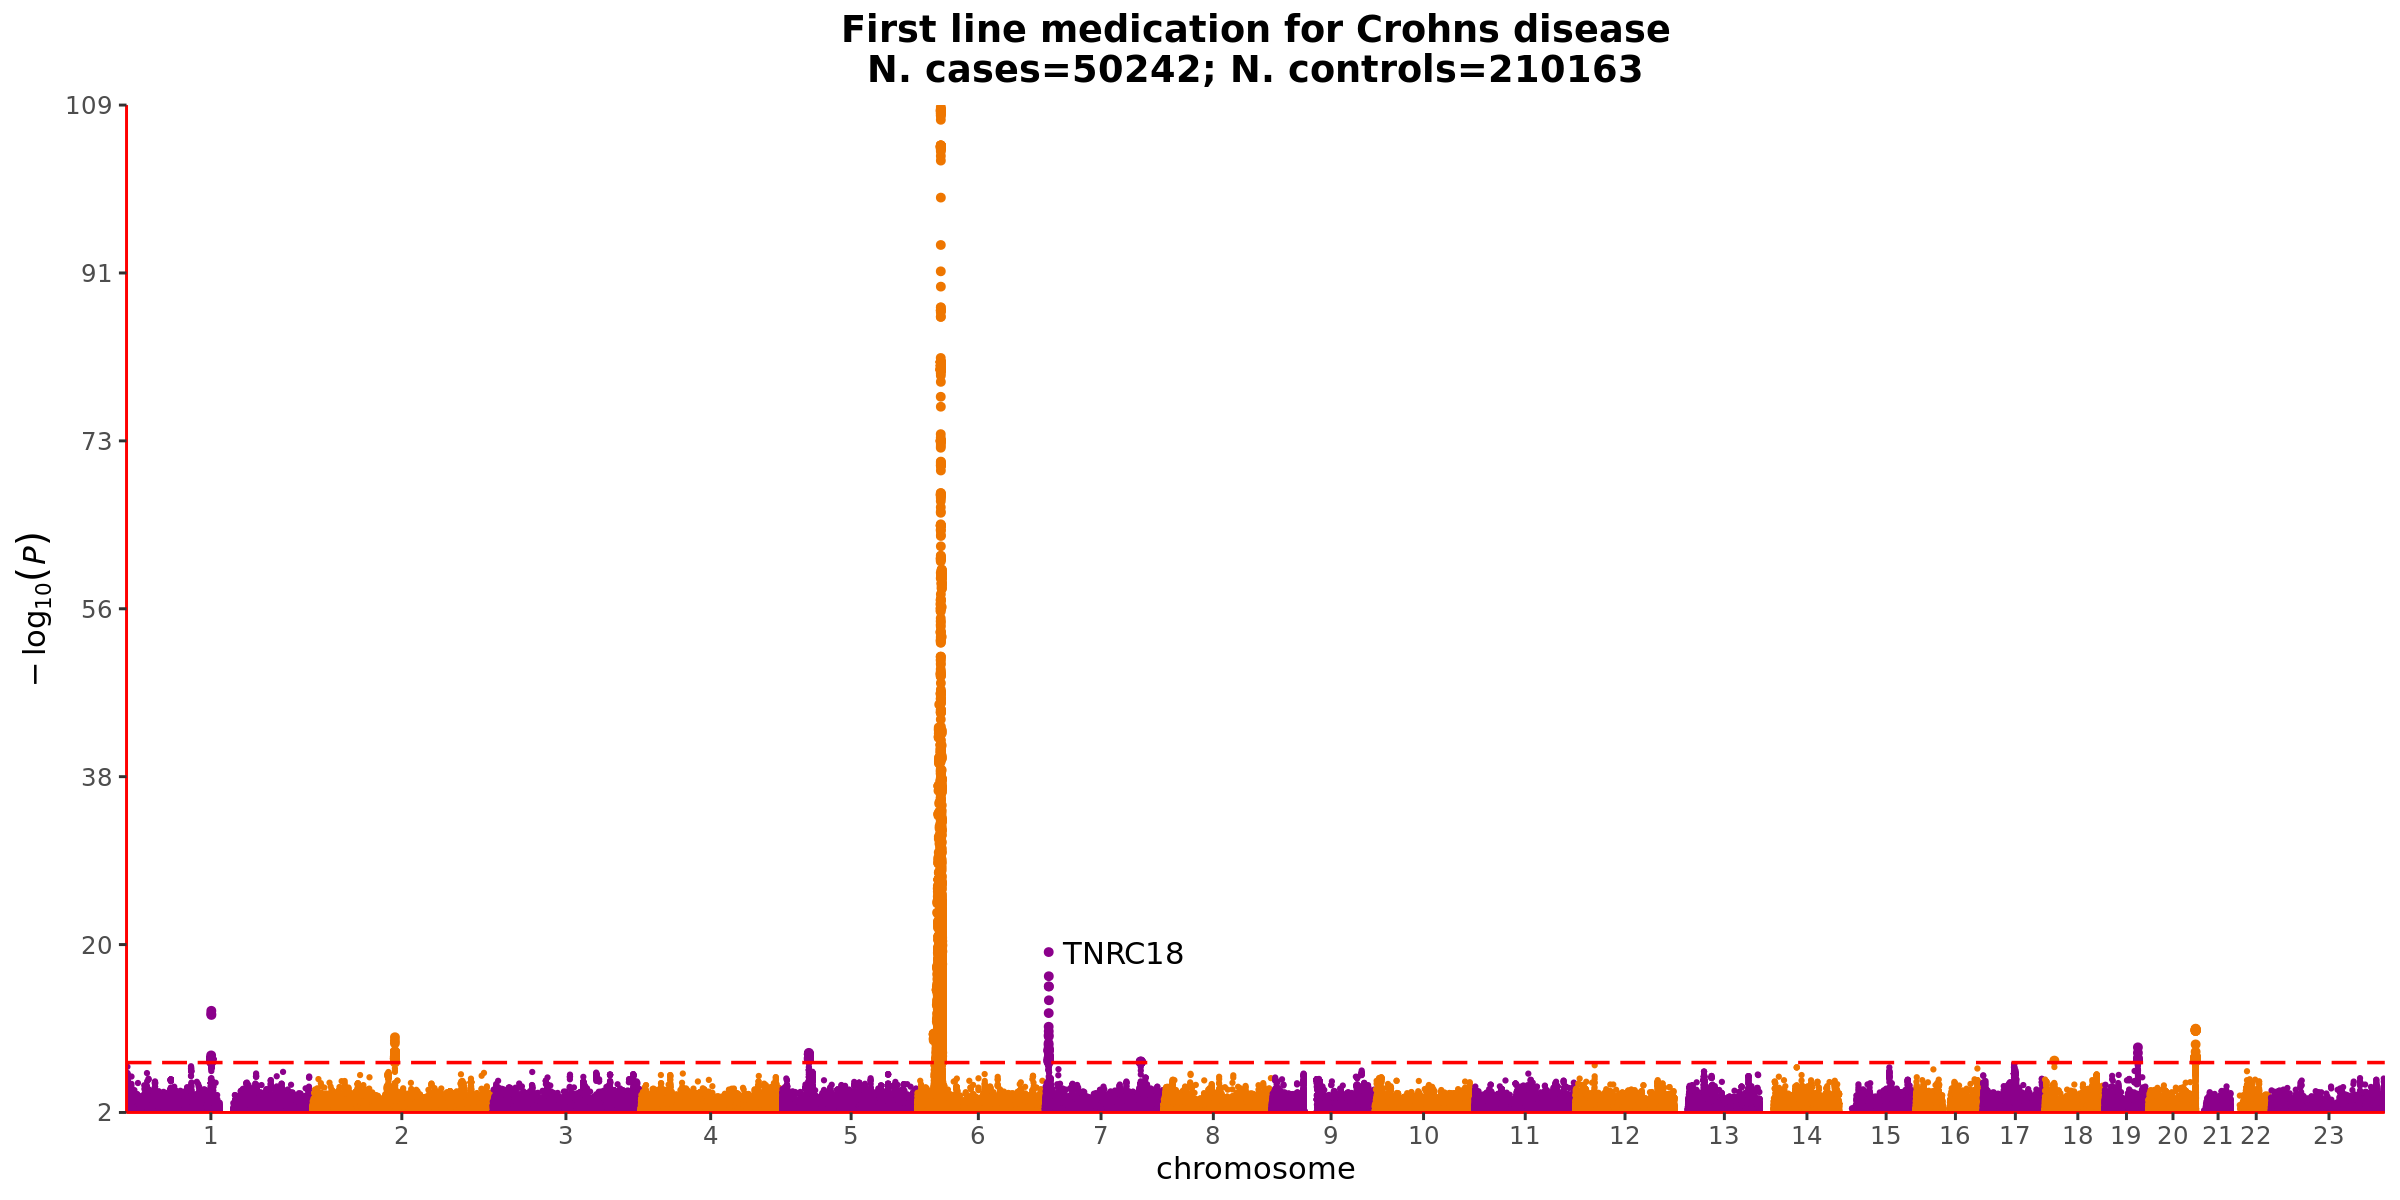 First line medication for Crohns disease
N. cases=50242; N. controls=210163
109
91
73
56
38
20
2
−log10(P)
TNRC18
1 2 3 4 5 6 7 8 9 10 11 12 13 14 15 16 17 18 19 20 21 22 23
chromosome